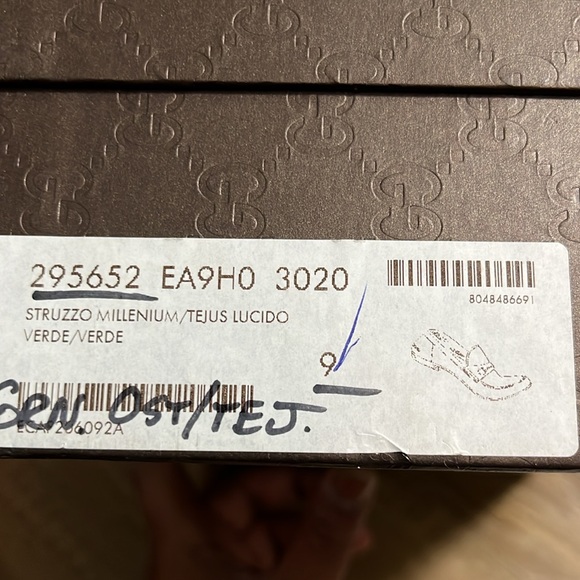 295652 EA9H0 3020
8048486691
STRUZZO MILLENIUM/TEJUS LUCIDO
VERDE/VERDE
9
GRN. OST/TEJ.